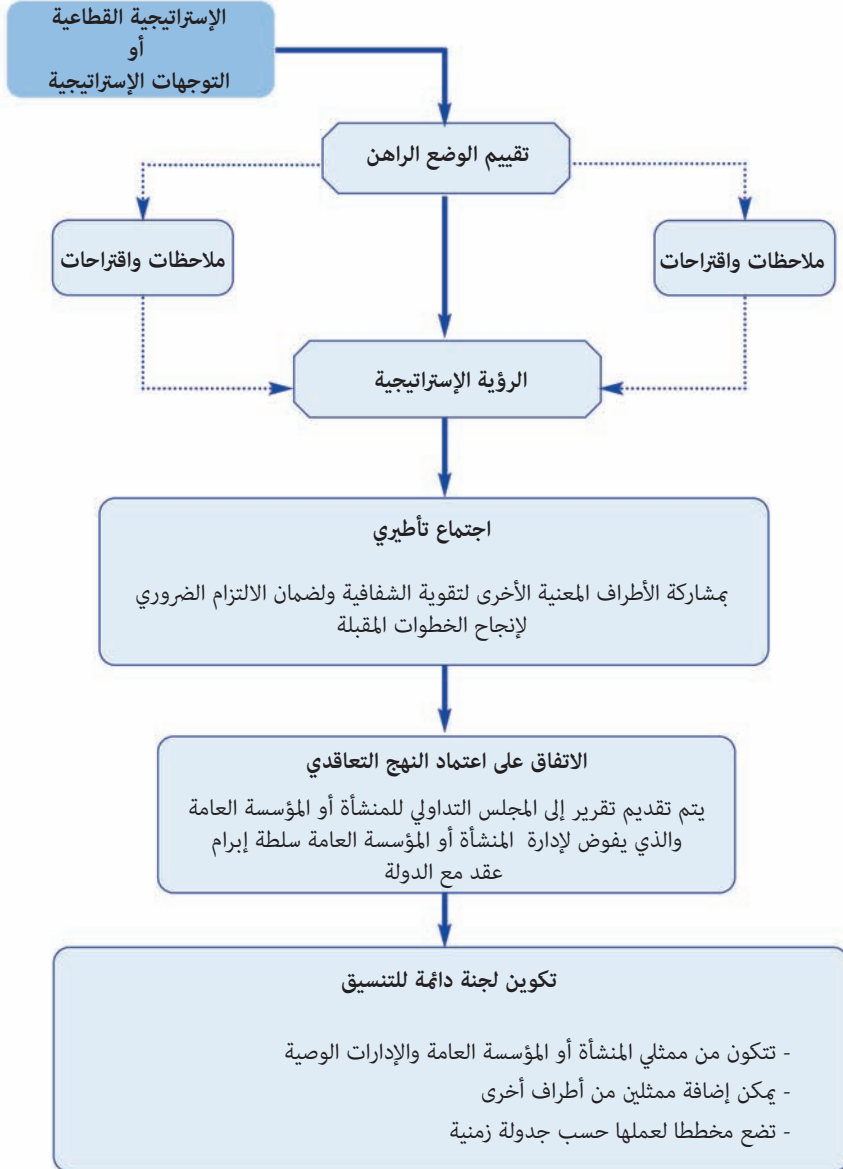 الإستراتيجية القطاعية
أو
التوجهات الإستراتيجية
تقييم الوضع الراهن
ملاحظات واقتراحات
ملاحظات واقتراحات
الرؤية الإستراتيجية
اجتماع تأطيري
بمشاركة الأطراف المعنية الأخرى لتقوية الشفافية ولضمان الالتزام الضروري
لإنجاح الخطوات المقبلة
الاتفاق على اعتماد النهج التعاقدي
يتم تقديم تقرير إلى المجلس التداولي للمنشأة أو المؤسسة العامة
والذي يفوض لإدارة المنشأة أو المؤسسة العامة سلطة إبرام
عقد مع الدولة
تكوين لجنة دائمة للتنسيق
- تتكون من ممثلي المنشأة أو المؤسسة العامة والإدارات الوصية
- يمكن إضافة ممثلين من أطراف أخرى
- تضع مخططا لعملها حسب جدولة زمنية